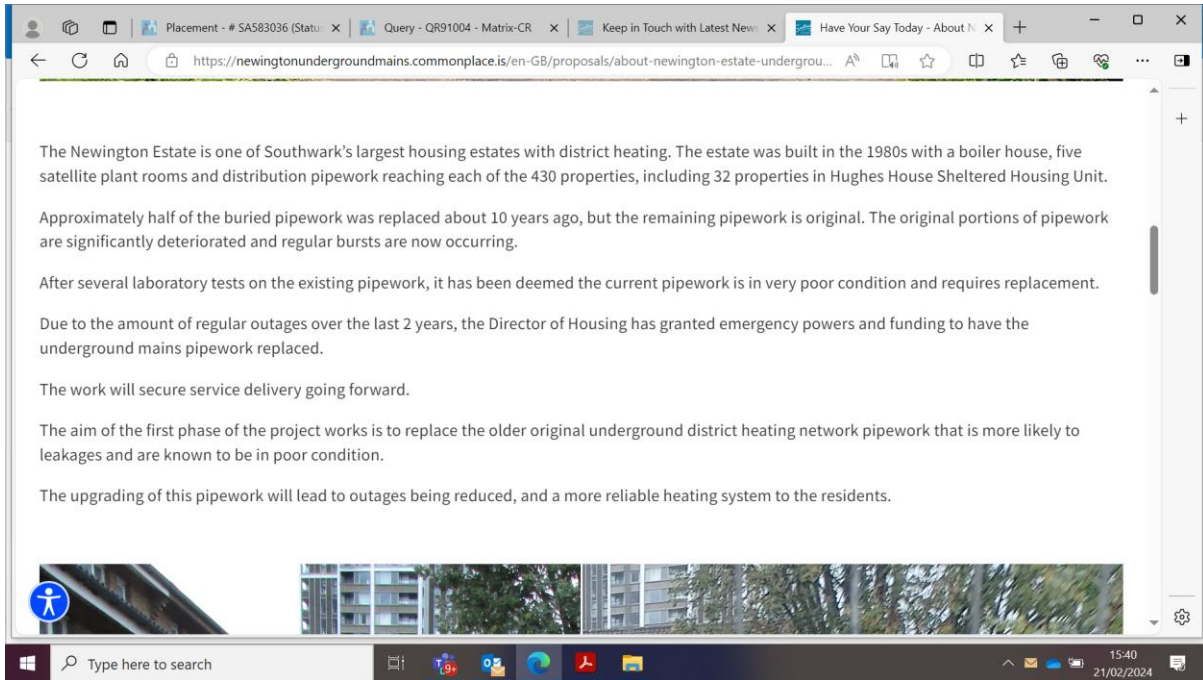 Placement - # SA583036 (Statu
Query - QR91004 - Matrix-CR
Keep in Touch with Latest News
Have Your Say Today - About N
https://newingtonundergroundmains.commonplace.is/en-GB/proposals/about-newington-estate-undergrou...
The Newington Estate is one of Southwark's largest housing estates with district heating. The estate was built in the 1980s with a boiler house, five
satellite plant rooms and distribution pipework reaching each of the 430 properties, including 32 properties in Hughes House Sheltered Housing Unit.
Approximately half of the buried pipework was replaced about 10 years ago, but the remaining pipework is original. The original portions of pipework
are significantly deteriorated and regular bursts are now occurring.
After several laboratory tests on the existing pipework, it has been deemed the current pipework is in very poor condition and requires replacement.
Due to the amount of regular outages over the last 2 years, the Director of Housing has granted emergency powers and funding to have the
underground mains pipework replaced.
The work will secure service delivery going forward.
The aim of the first phase of the project works is to replace the older original underground district heating network pipework that is more likely to
leakages and are known to be in poor condition.
The upgrading of this pipework will lead to outages being reduced, and a more reliable heating system to the residents.
Type here to search
9+
15:40
21/02/2024